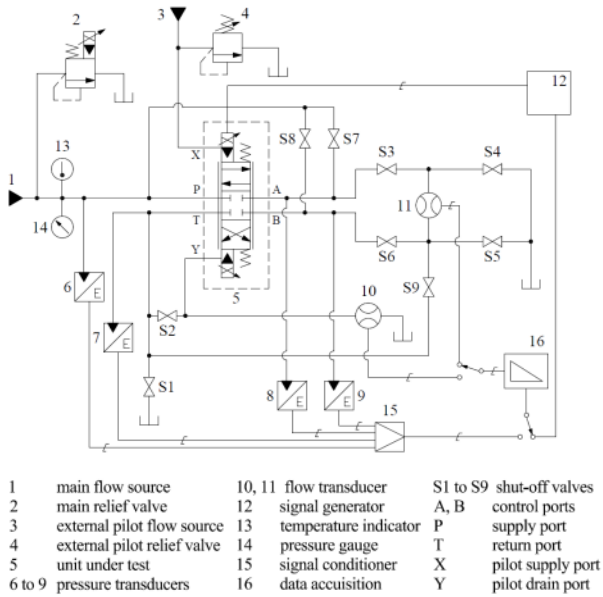 2
3
4
12
13
X
S8
S7
1
P
A
S3
S4
14
T
B
11
Y
S6
S5
6
E
5
S9
10
7
E
S2
16
S1
8
E
9
E
15
1 main flow source
2 main relief valve
3 external pilot flow source
4 external pilot relief valve
5 unit under test
6 to 9 pressure transducers
10, 11 flow transducer
12 signal generator
13 temperature indicator
14 pressure gauge
15 signal conditioner
16 data accuisition
S1 to S9 shut-off valves
A, B control ports
P supply port
T return port
X pilot supply port
Y pilot drain port